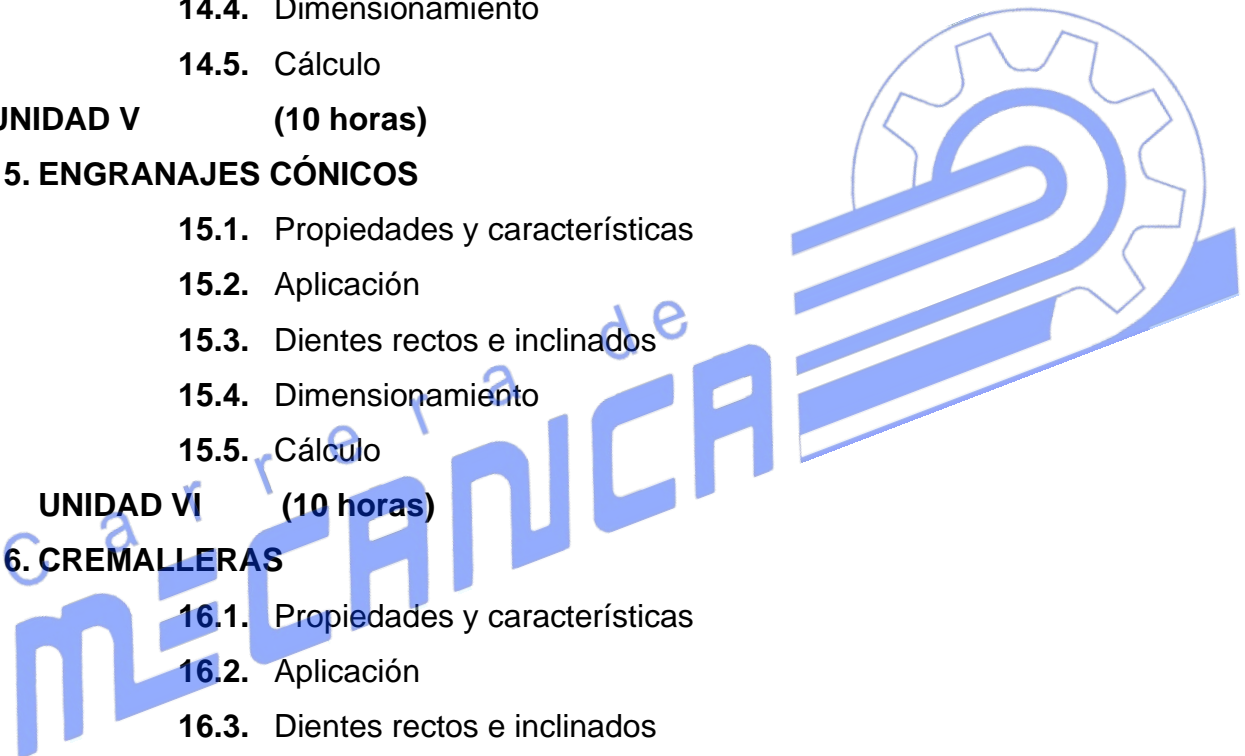 14.4. Dimensionamiento
14.5. Cálculo
UNIDAD V (10 horas)
5. ENGRANAJES CÓNICOS
15.1. Propiedades y características
15.2. Aplicación
15.3. Dientes rectos e inclinados
15.4. Dimensionamiento
15.5. Cálculo
UNIDAD VI (10 horas)
6. CREMALLERAS
16.1. Propiedades y características
16.2. Aplicación
16.3. Dientes rectos e inclinados
Carrera de
MECANICA